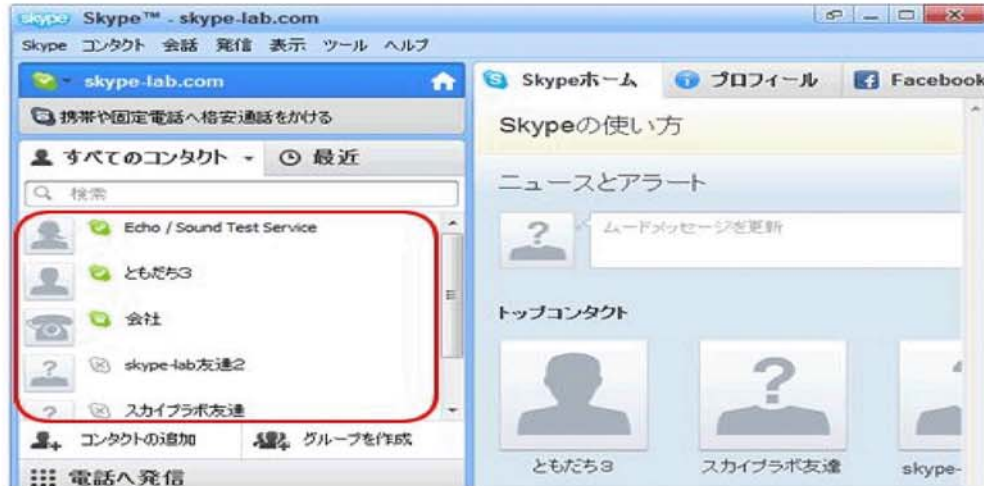 skype Skype™ - skype-lab.com
Skype コンタクト 会話 発信 表示 ツール ヘルプ
skype-lab.com
携帯や固定電話へ格安通話をかける
すべてのコンタクト 最近
検索
Echo / Sound Test Service
ともだち3
会社
skype-lab友達2
スカイプラボ友達
コンタクトの追加 グループを作成
電話へ発信
Skypeホーム プロフィール Facebook
Skypeの使い方
ニュースとアラート
ムードメッセージを更新
トップコンタクト
ともだち3 スカイプラボ友達 skype-